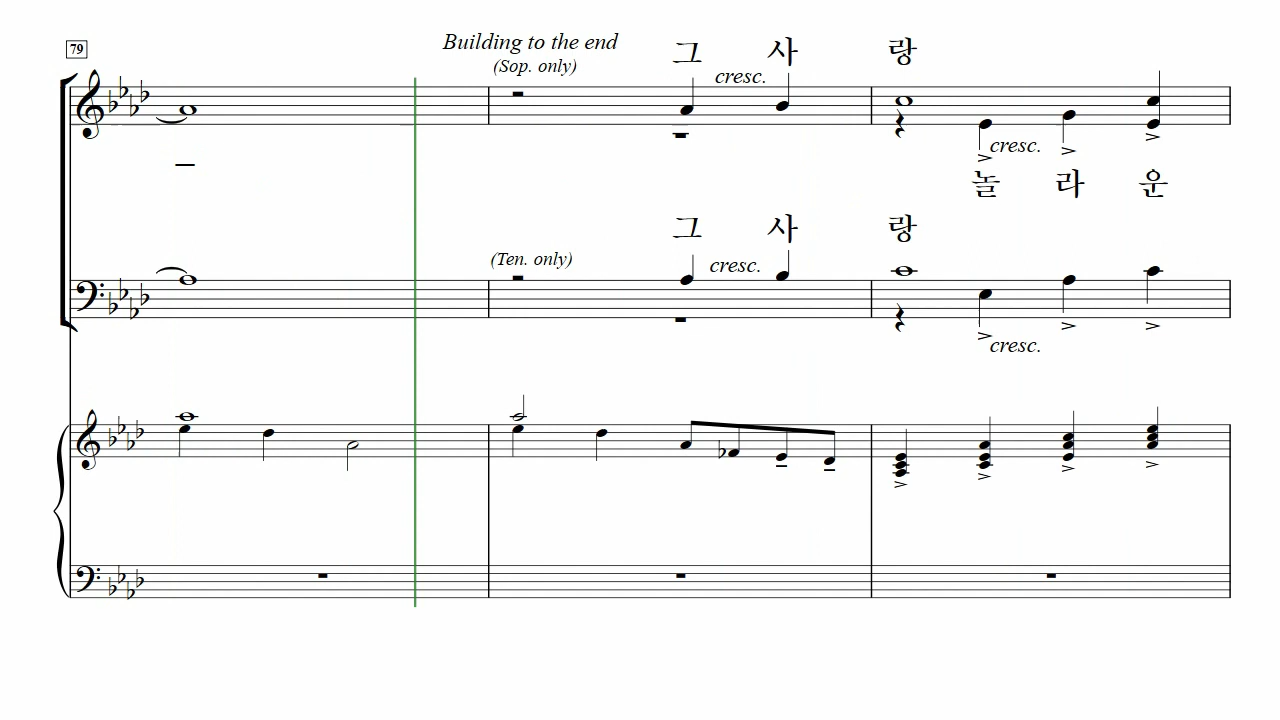 79
Building to the end
(Sop. only)
그 사 랑
cresc.
cresc.
놀 라 운
그 사 랑
(Ten. only)
cresc.
cresc.